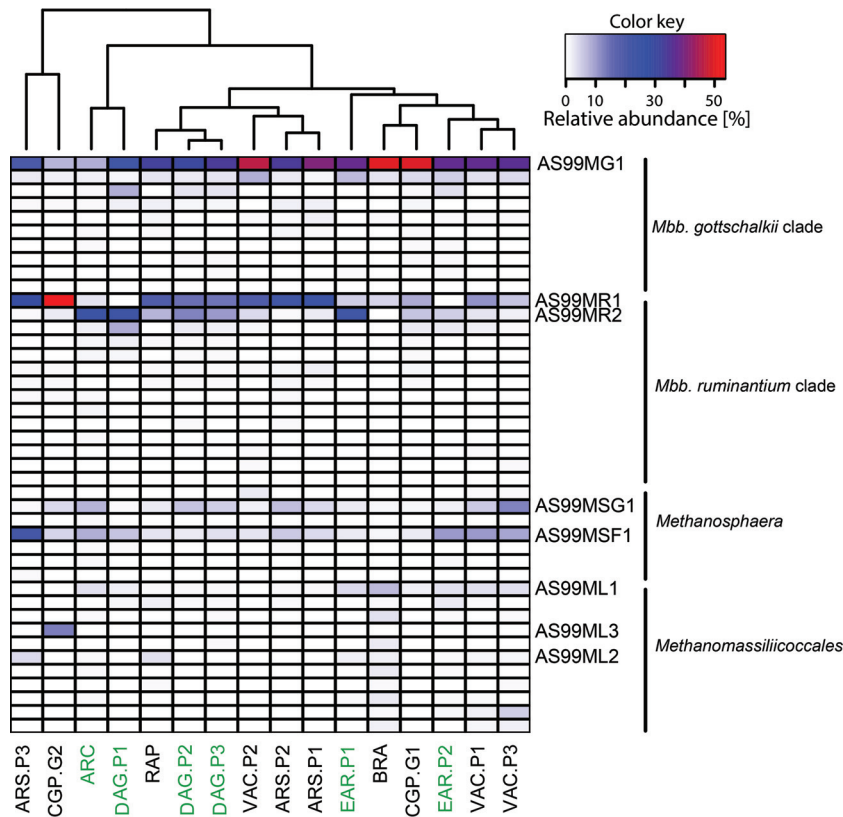 Color key
0 10 30 50
Relative abundance [%]
AS99MG1
Mbb. gottschalkii clade
AS99MR1
AS99MR2
Mbb. ruminantium clade
AS99MSG1
Methanosphaera
AS99MSF1
AS99ML1
AS99ML3
Methanomassiliicoccales
AS99ML2
ARS.P3
CGP.G2
ARC
DAG.P1
RAP
DAG.P2
DAG.P3
VAC.P2
ARS.P2
ARS.P1
EAR.P1
BRA
CGP.G1
EAR.P2
VAC.P1
VAC.P3